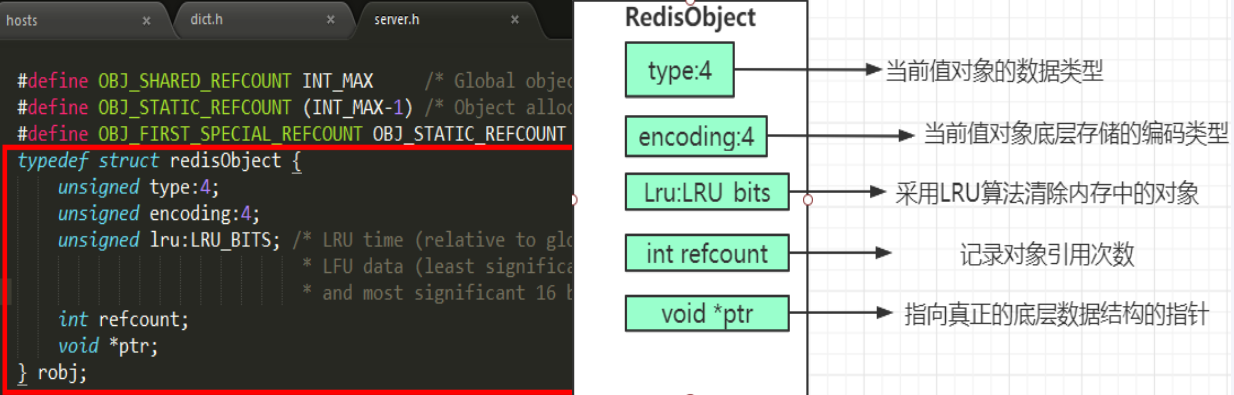 hosts x dict.h x server.h x
#define OBJ_SHARED_REFCOUNT INT_MAX /* Global objec
#define OBJ_STATIC_REFCOUNT (INT_MAX-1) /* Object alloc
#define OBJ_FIRST_SPECIAL_REFCOUNT OBJ_STATIC_REFCOUNT
typedef struct redisObject {
unsigned type:4;
unsigned encoding:4;
unsigned lru:LRU_BITS; /* LRU time (relative to glo
* LFU data (least significa
* and most significant 16 b
int refcount;
void *ptr;
} robj;
RedisObject
type:4 当前值对象的数据类型
encoding:4 当前值对象底层存储的编码类型
Lru:LRU bits 采用LRU算法清除内存中的对象
int refcount 记录对象引用次数
void *ptr 指向真正的底层数据结构的指针